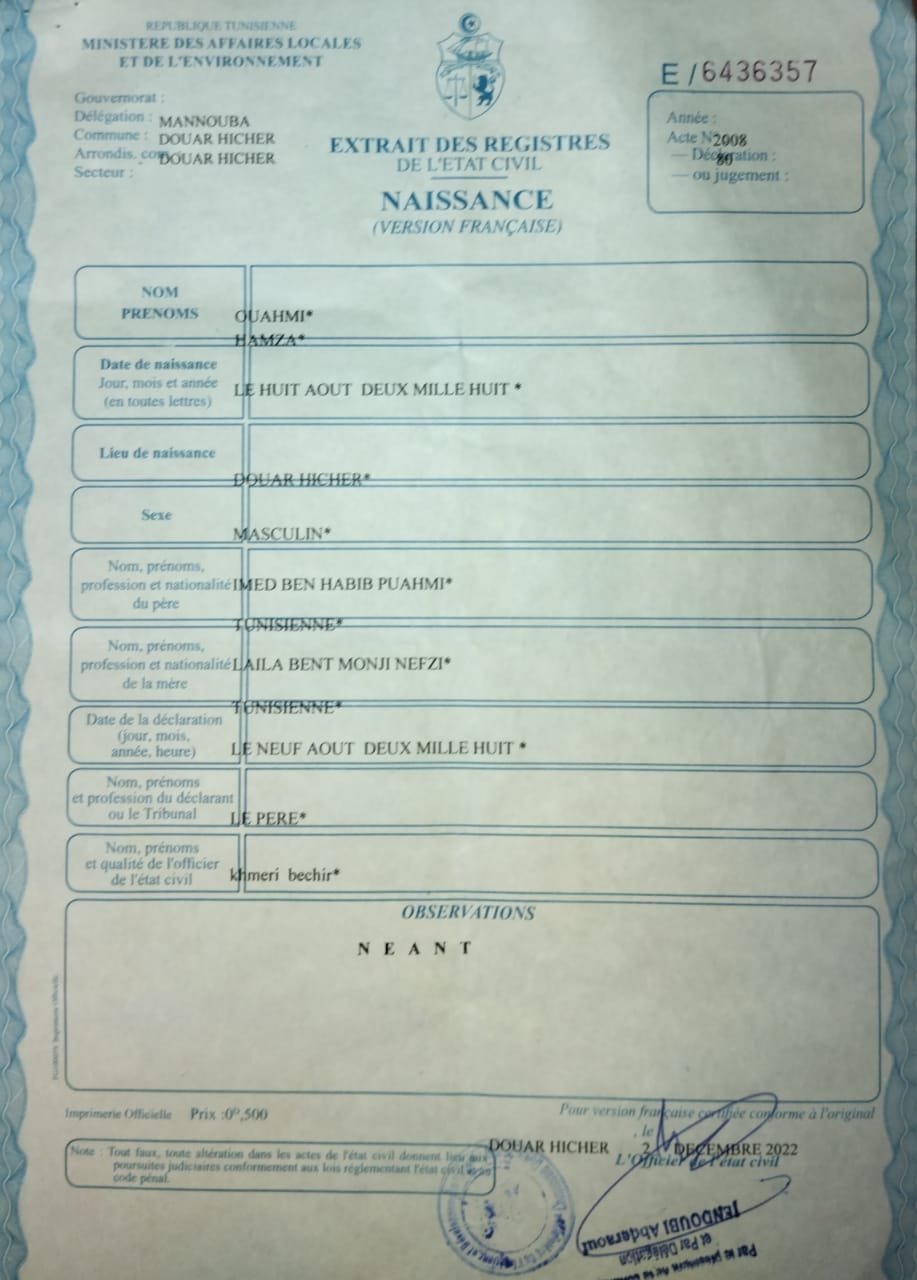 REPUBLIQUE TUNISIENNE
MINISTERE DES AFFAIRES LOCALES
ET DE L'ENVIRONNEMENT
E/6436357
Gouvernorat :
Délégation : MANNOUBA
Commune : DOUAR HICHER
Arrondis. com DOUAR HICHER
Secteur :
EXTRAIT DES REGISTRES
DE L'ETAT CIVIL
NAISSANCE
(VERSION FRANÇAISE)
Année :
Acte N° 2008
— Déclaration : 80
— ou jugement :
NOM
PRENOMS
OUAHMI*
HAMZA*
Date de naissance
Jour, mois et année
(en toutes lettres)
LE HUIT AOUT DEUX MILLE HUIT *
Lieu de naissance
DOUAR HICHER*
Sexe
MASCULIN*
Nom, prénoms,
profession et nationalité
du père
IMED BEN HABIB PUAHMI*
TUNISIENNE*
Nom, prénoms,
profession et nationalité
de la mère
LAILA BENT MONJI NEFZI*
TUNISIENNE*
Date de la déclaration
(jour, mois,
année, heure)
LE NEUF AOUT DEUX MILLE HUIT *
Nom, prénoms
et profession du déclarant
ou le Tribunal
LE PERE*
Nom, prénoms
et qualité de l'officier
de l'état civil
khmeri bechir*
OBSERVATIONS
N E A N T
Imprimerie Officielle Prix :0ᴰ,500
Pour version française certifiée conforme à l'original
, le
DOUAR HICHER 2 DECEMBRE 2022
L'Officier de l'état civil
Note : Tout faux, toute altération dans les actes de l'état civil donnent lieu aux
poursuites judiciaires conformement aux lois réglementant l'état civil
code pénal.
JENDOUBI Abderaouf
et Par Délégation